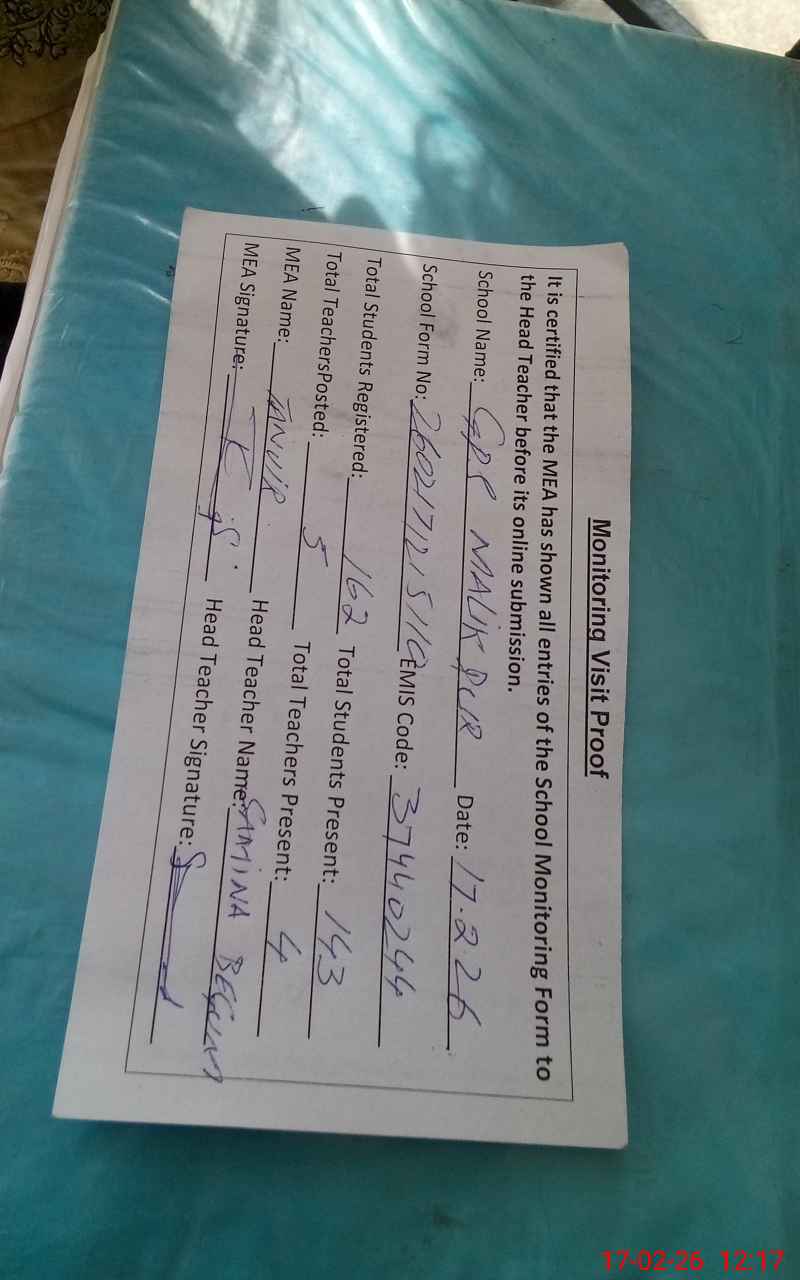 Monitoring Visit Proof
It is certified that the MEA has shown all entries of the School Monitoring Form to
the Head Teacher before its online submission.
School Name: GPS MALIK PUR Date: 17.2.26
School Form No: EMIS Code: 37440244
Total Students Registered: 162 Total Students Present: 143
Total TeachersPosted: 5 Total Teachers Present: 4
MEA Name: TANVIR Head Teacher Name: SAMINA BEGUM
MEA Signature: Head Teacher Signature:
17-02-26 12:17